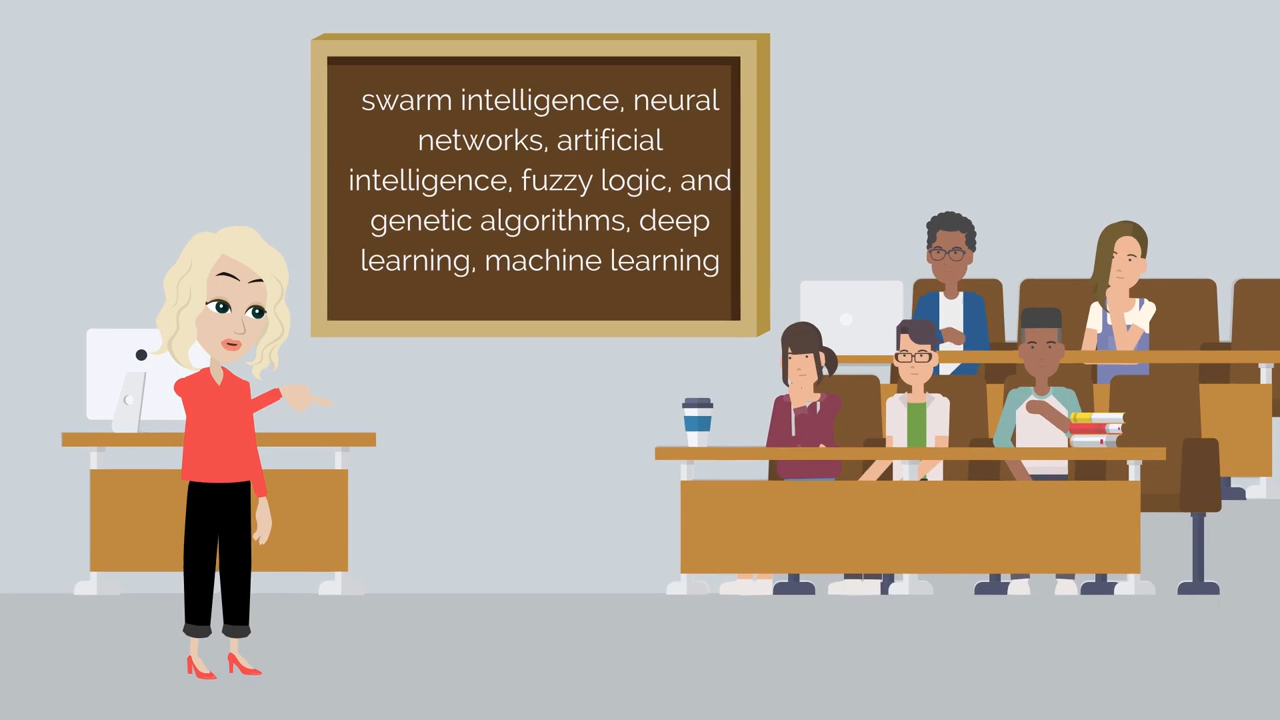 swarm intelligence, neural
networks, artificial
intelligence, fuzzy logic, and
genetic algorithms, deep
learning, machine learning